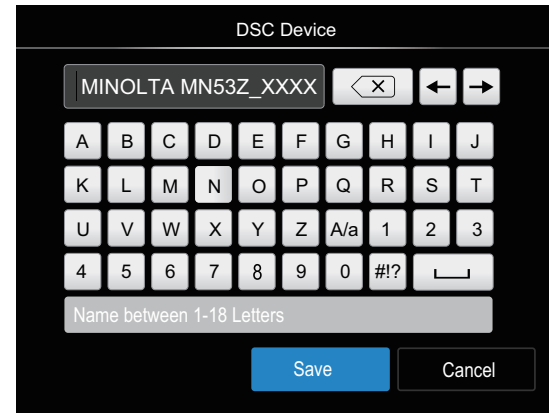 DSC Device
MINOLTA MN53Z_XXXX
A B C D E F G H I J
K L M N O P Q R S T
U V W X Y Z A/a 1 2 3
4 5 6 7 8 9 0 #!?
Name between 1-18 Letters
Save Cancel